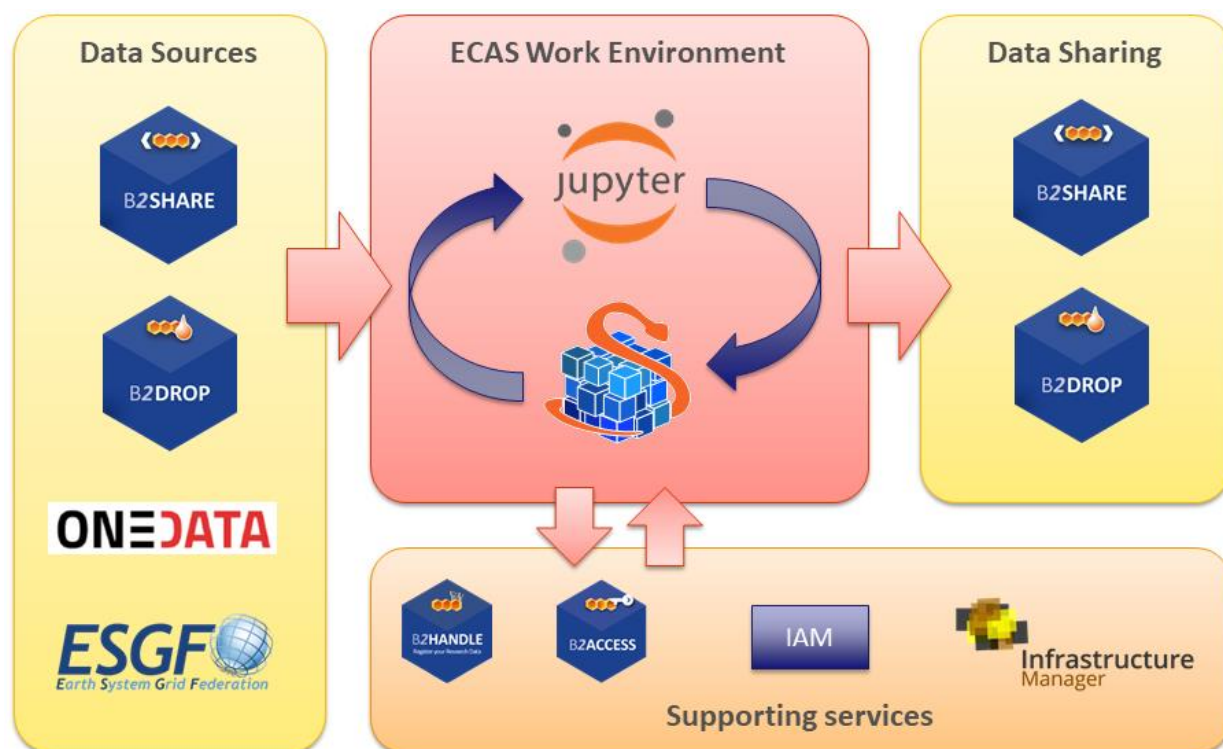 Data Sources
B2SHARE
B2DROP
ONEDATA
ESGF
Earth System Grid Federation
ECAS Work Environment
jupyter
Data Sharing
B2SHARE
B2DROP
B2HANDLE
Register your Research Data
B2ACCESS
IAM
Infrastructure
Manager
Supporting services